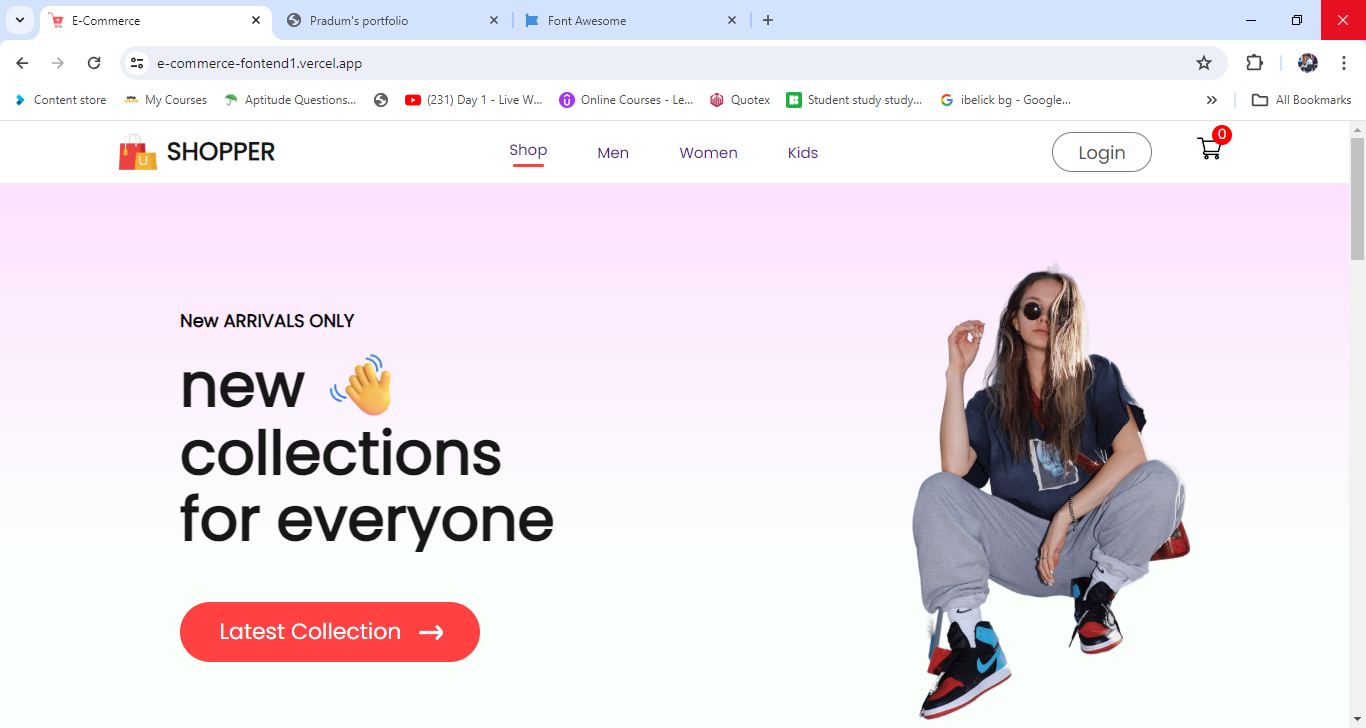 E-Commerce
Pradum's portfolio
Font Awesome
e-commerce-fontend1.vercel.app
Content store
My Courses
Aptitude Questions...
(231) Day 1 - Live W...
Online Courses - Le...
Quotex
Student study study...
ibelick bg - Google...
All Bookmarks
U
SHOPPER
Shop
Men
Women
Kids
Login
0
New ARRIVALS ONLY
new
collections
for everyone
Latest Collection